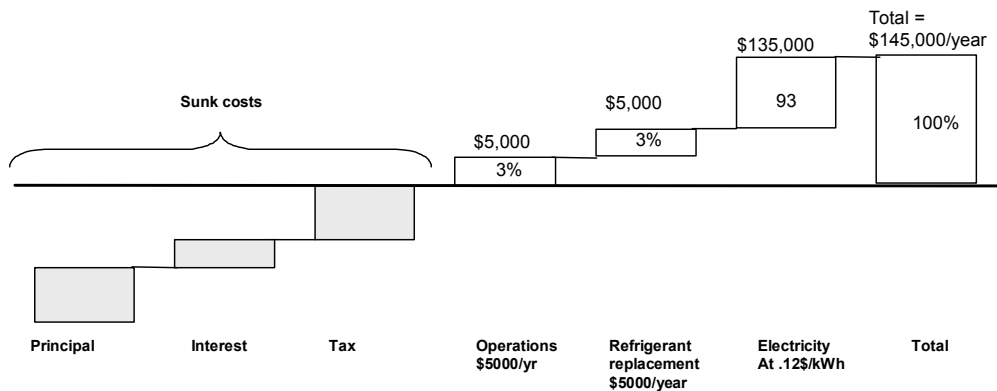 Total =
$145,000/year
$135,000
Sunk costs
$5,000
93
100%
$5,000
3%
3%
Principal
Interest
Tax
Operations
$5000/yr
Refrigerant
replacement
$5000/year
Electricity
At .12$/kWh
Total